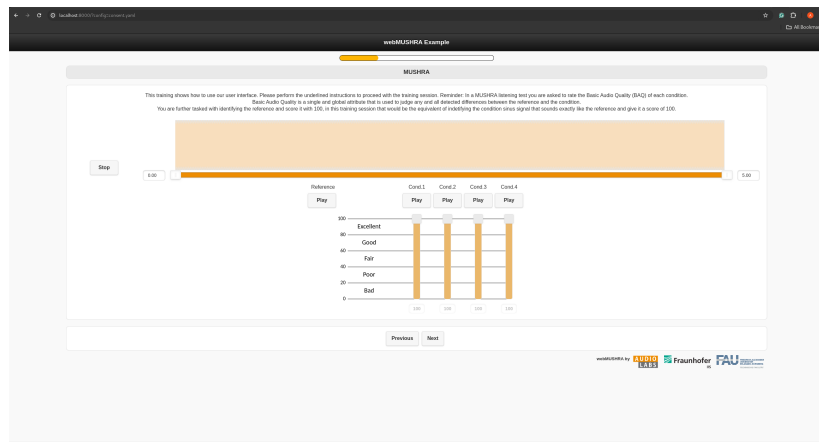 localhost:8000/?config=consent.yaml
All Bookmar
webMUSHRA Example
MUSHRA
This training shows how to use our user interface. Please perform the underlined instructions to proceed with the training session. Reminder: In a MUSHRA listening test you are asked to rate the Basic Audio Quality (BAQ) of each condition.
Basic Audio Quality is a single and global attribute that is used to judge any and all detected differences between the reference and the condition.
You are further tasked with identifying the reference and score it with 100, in this training session that would be the equivalent of indetifying the condition sinus signal that sounds exactly like the reference and give it a score of 100.
Stop
0.00
5.00
Reference Cond.1 Cond.2 Cond.3 Cond.4
Play Play Play Play Play
100
Excellent
80
Good
60
Fair
40
Poor
20
Bad
0
100 100 100 100
Previous Next
webMUSHRA by AUDIO LABS Fraunhofer IIS FAU